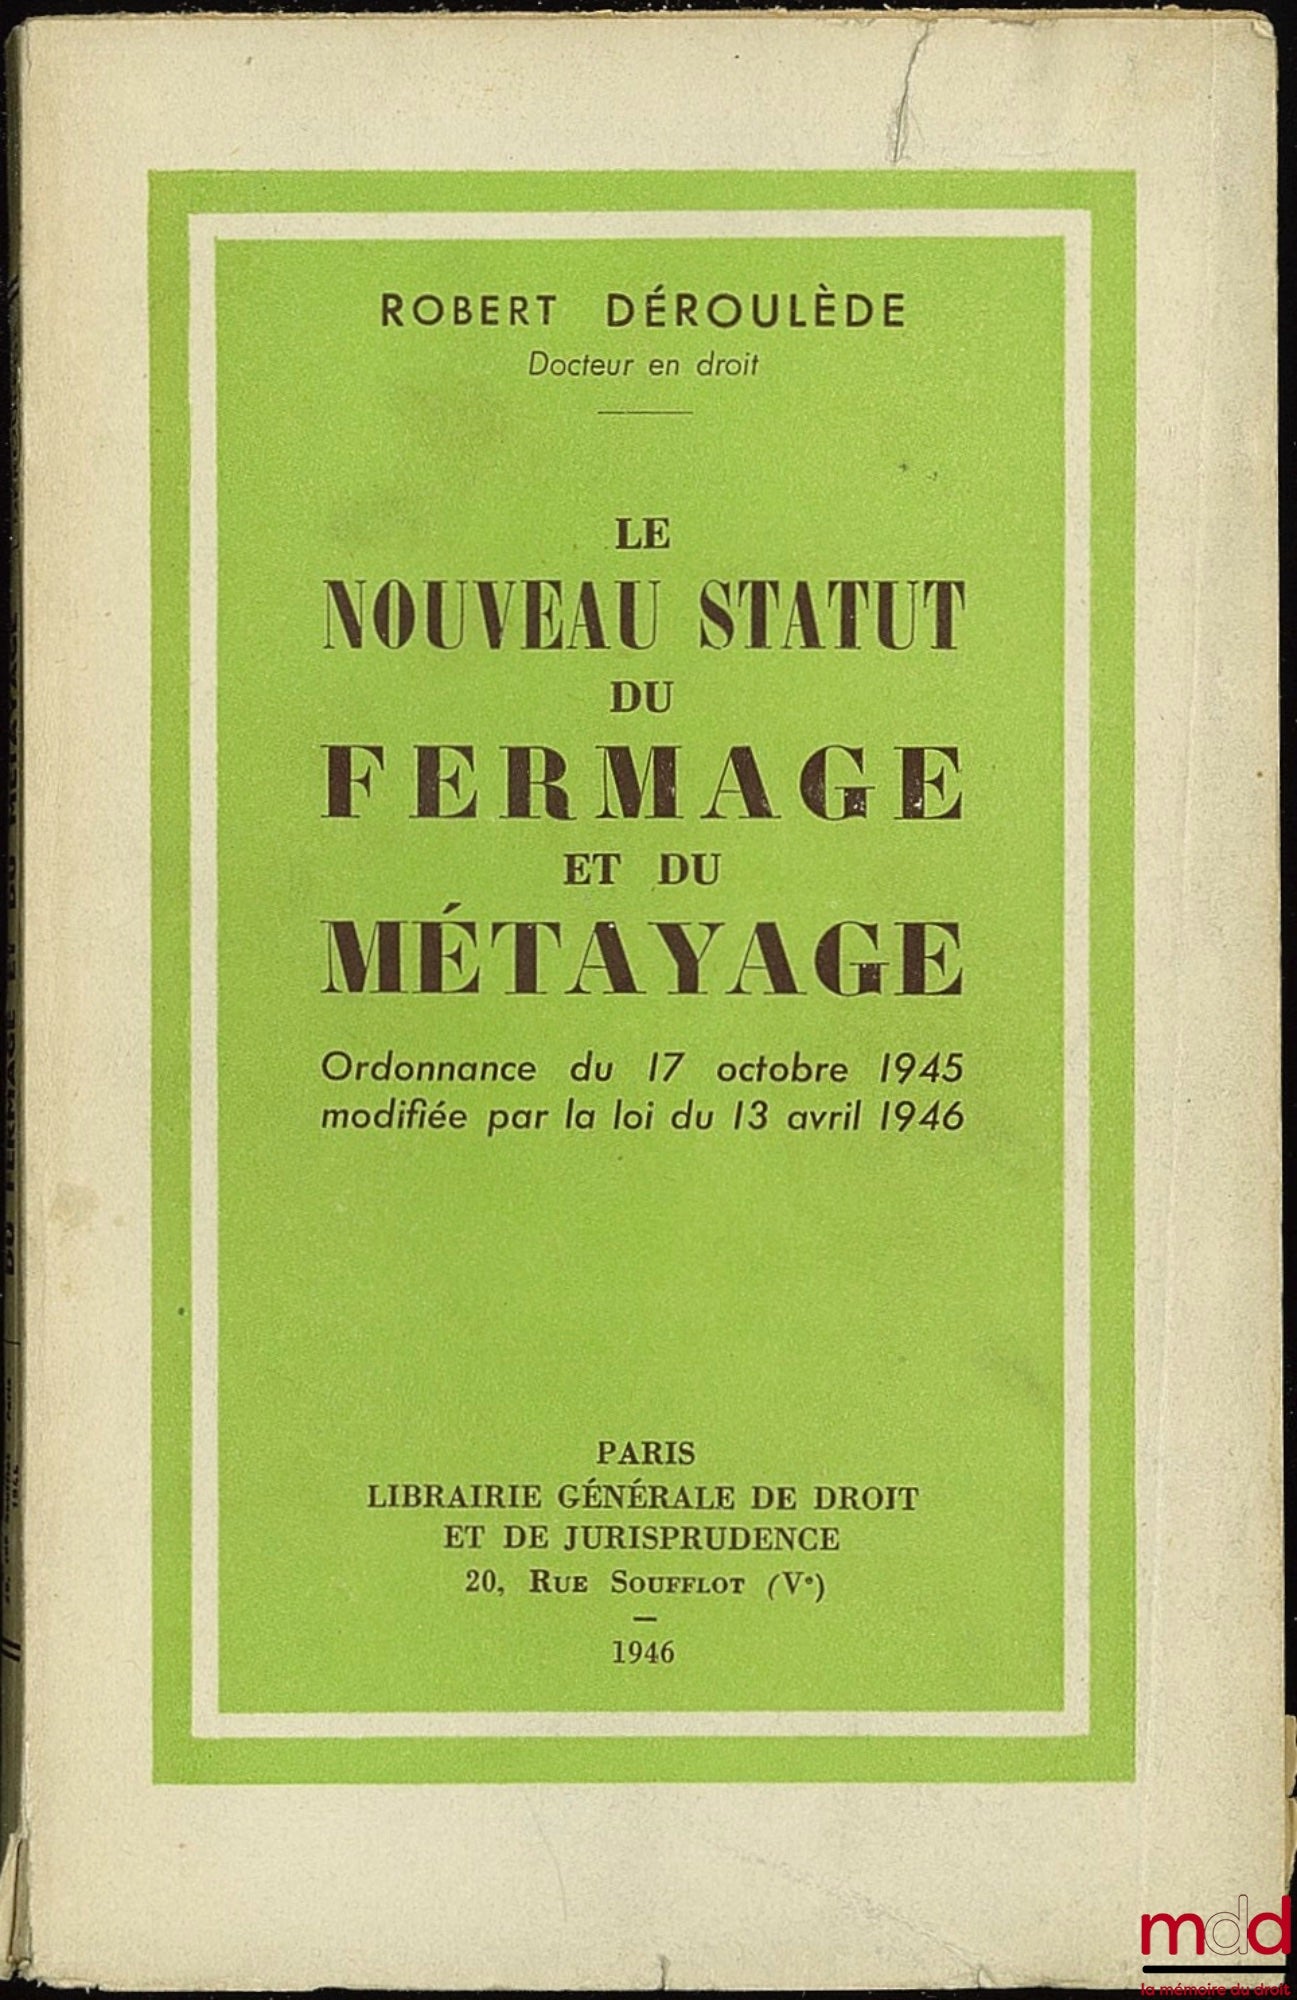 ROBERT DÉROULÈDE
Docteur en droit
LE
NOUVEAU STATUT
DU
FERMAGE
ET DU
MÉTAYAGE
Ordonnance du 17 octobre 1945
modifiée par la loi du 13 avril 1946
PARIS
LIBRAIRIE GÉNÉRALE DE DROIT
ET DE JURISPRUDENCE
20, RUE SOUFFLOT (Vᵉ)
1946
mdd
la mémoire du droit